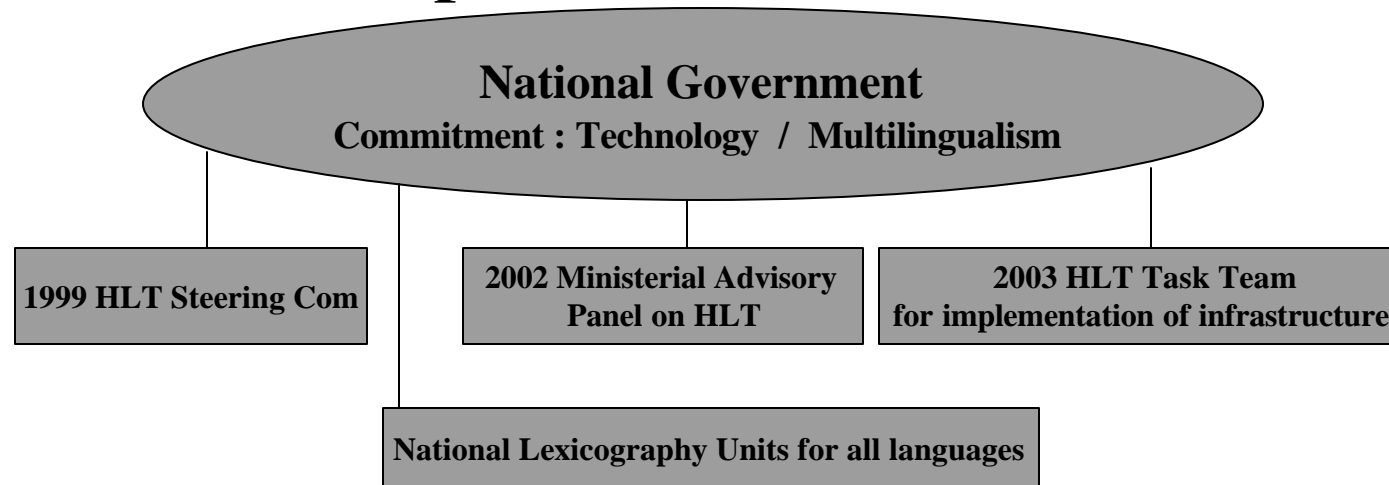 National Government
Commitment : Technology / Multilingualism
1999 HLT Steering Com
2002 Ministerial Advisory
Panel on HLT
2003 HLT Task Team
for implementation of infrastructure
National Lexicography Units for all languages